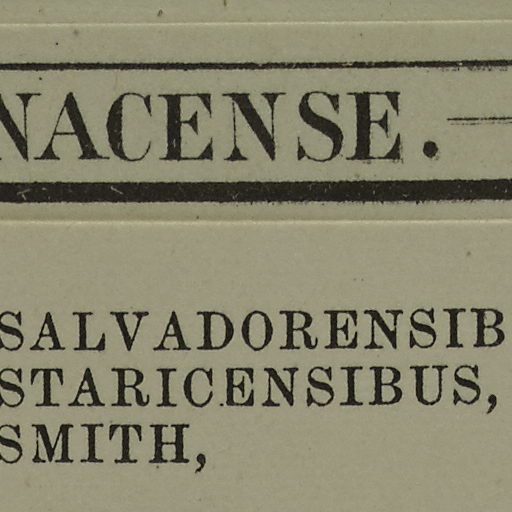 NACENSE.
SALVADORENSIB
STARICENSIBUS,
SMITH,